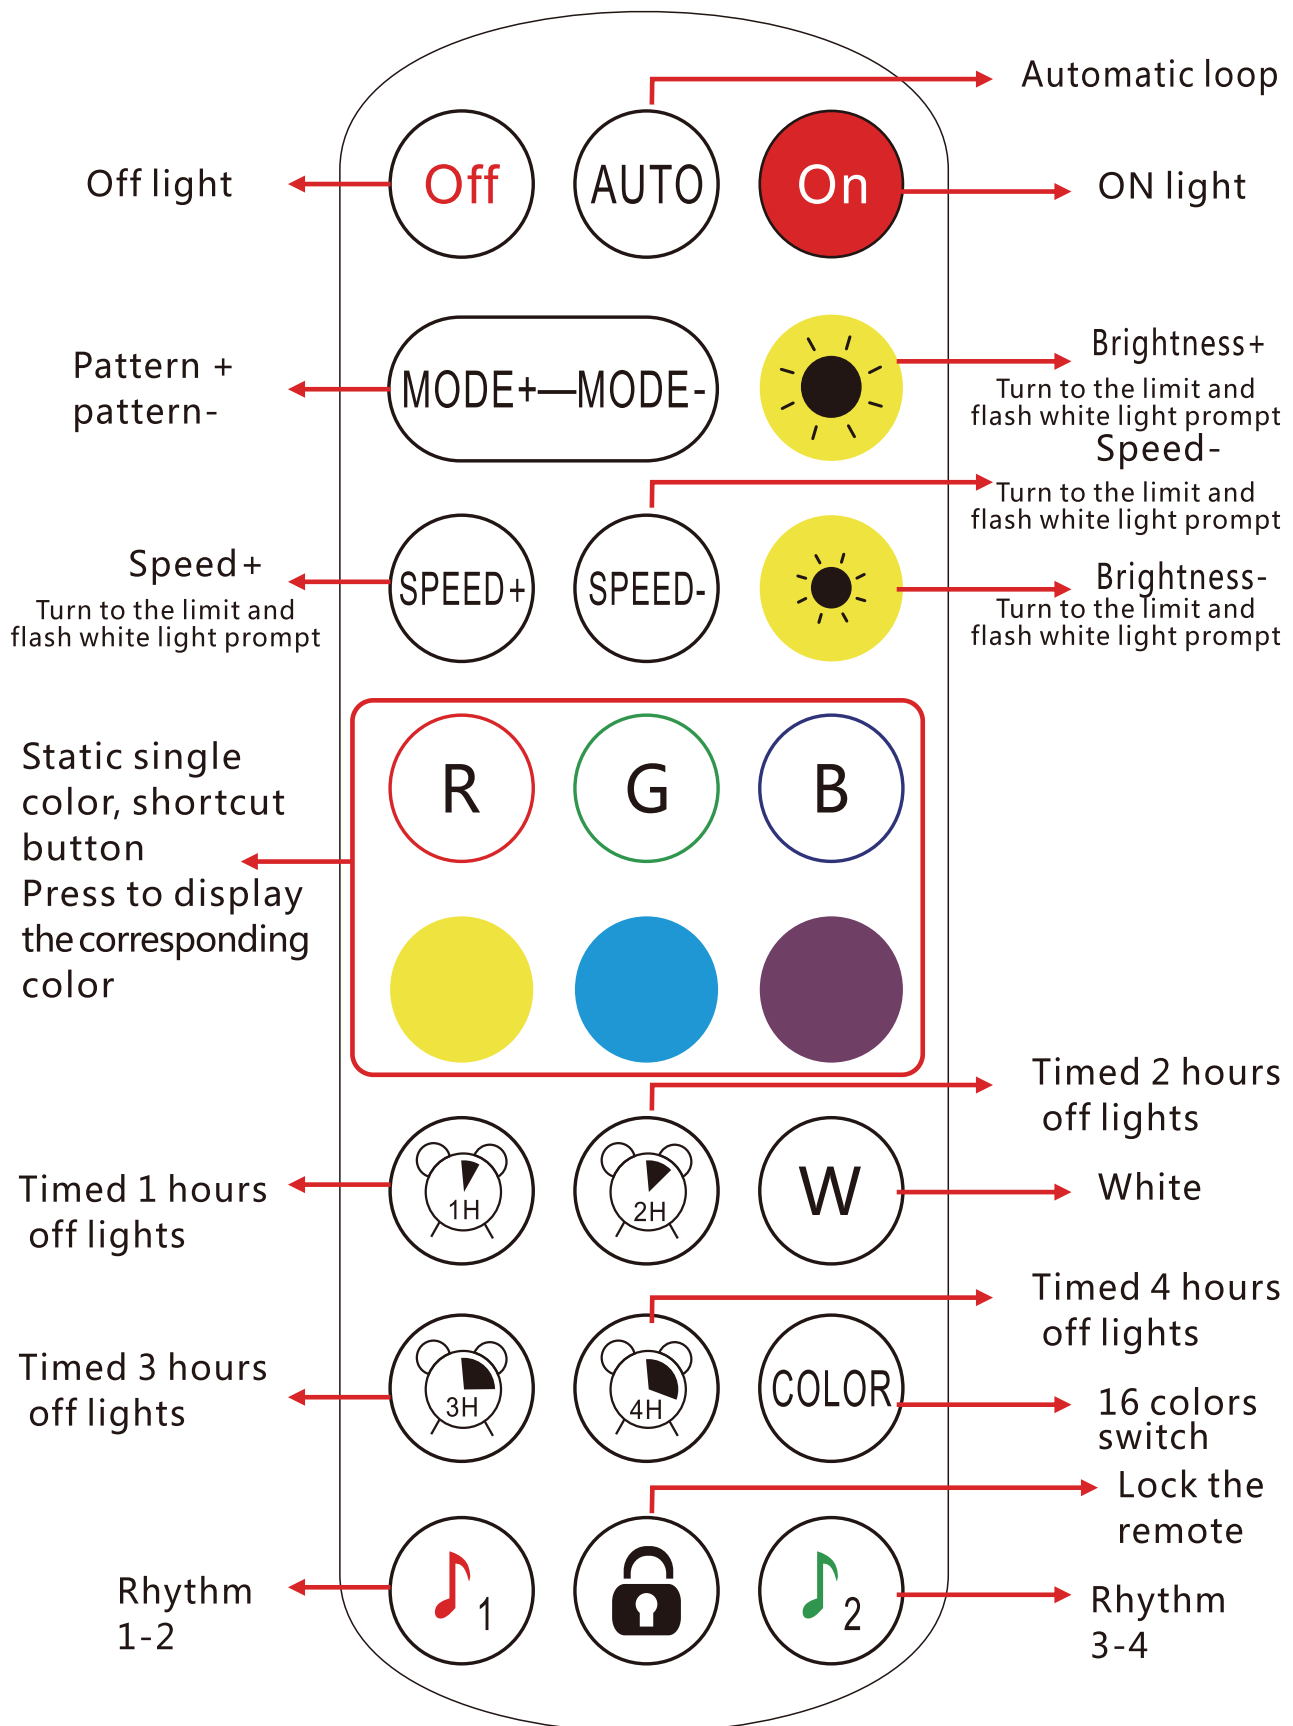 Automatic loop
Off light
Off
AUTO
On
ON light
Pattern +
pattern-
MODE+—MODE-
Brightness+
Turn to the limit and
flash white light prompt
Speed-
Turn to the limit and
flash white light prompt
Speed+
Turn to the limit and
flash white light prompt
SPEED+
SPEED-
Brightness-
Turn to the limit and
flash white light prompt
Static single
color, shortcut
button
Press to display
the corresponding
color
R
G
B
Timed 2 hours
off lights
Timed 1 hours
off lights
1H
2H
W
White
Timed 4 hours
off lights
Timed 3 hours
off lights
3H
4H
COLOR
16 colors
switch
Lock the
remote
Rhythm
1-2
1
2
Rhythm
3-4